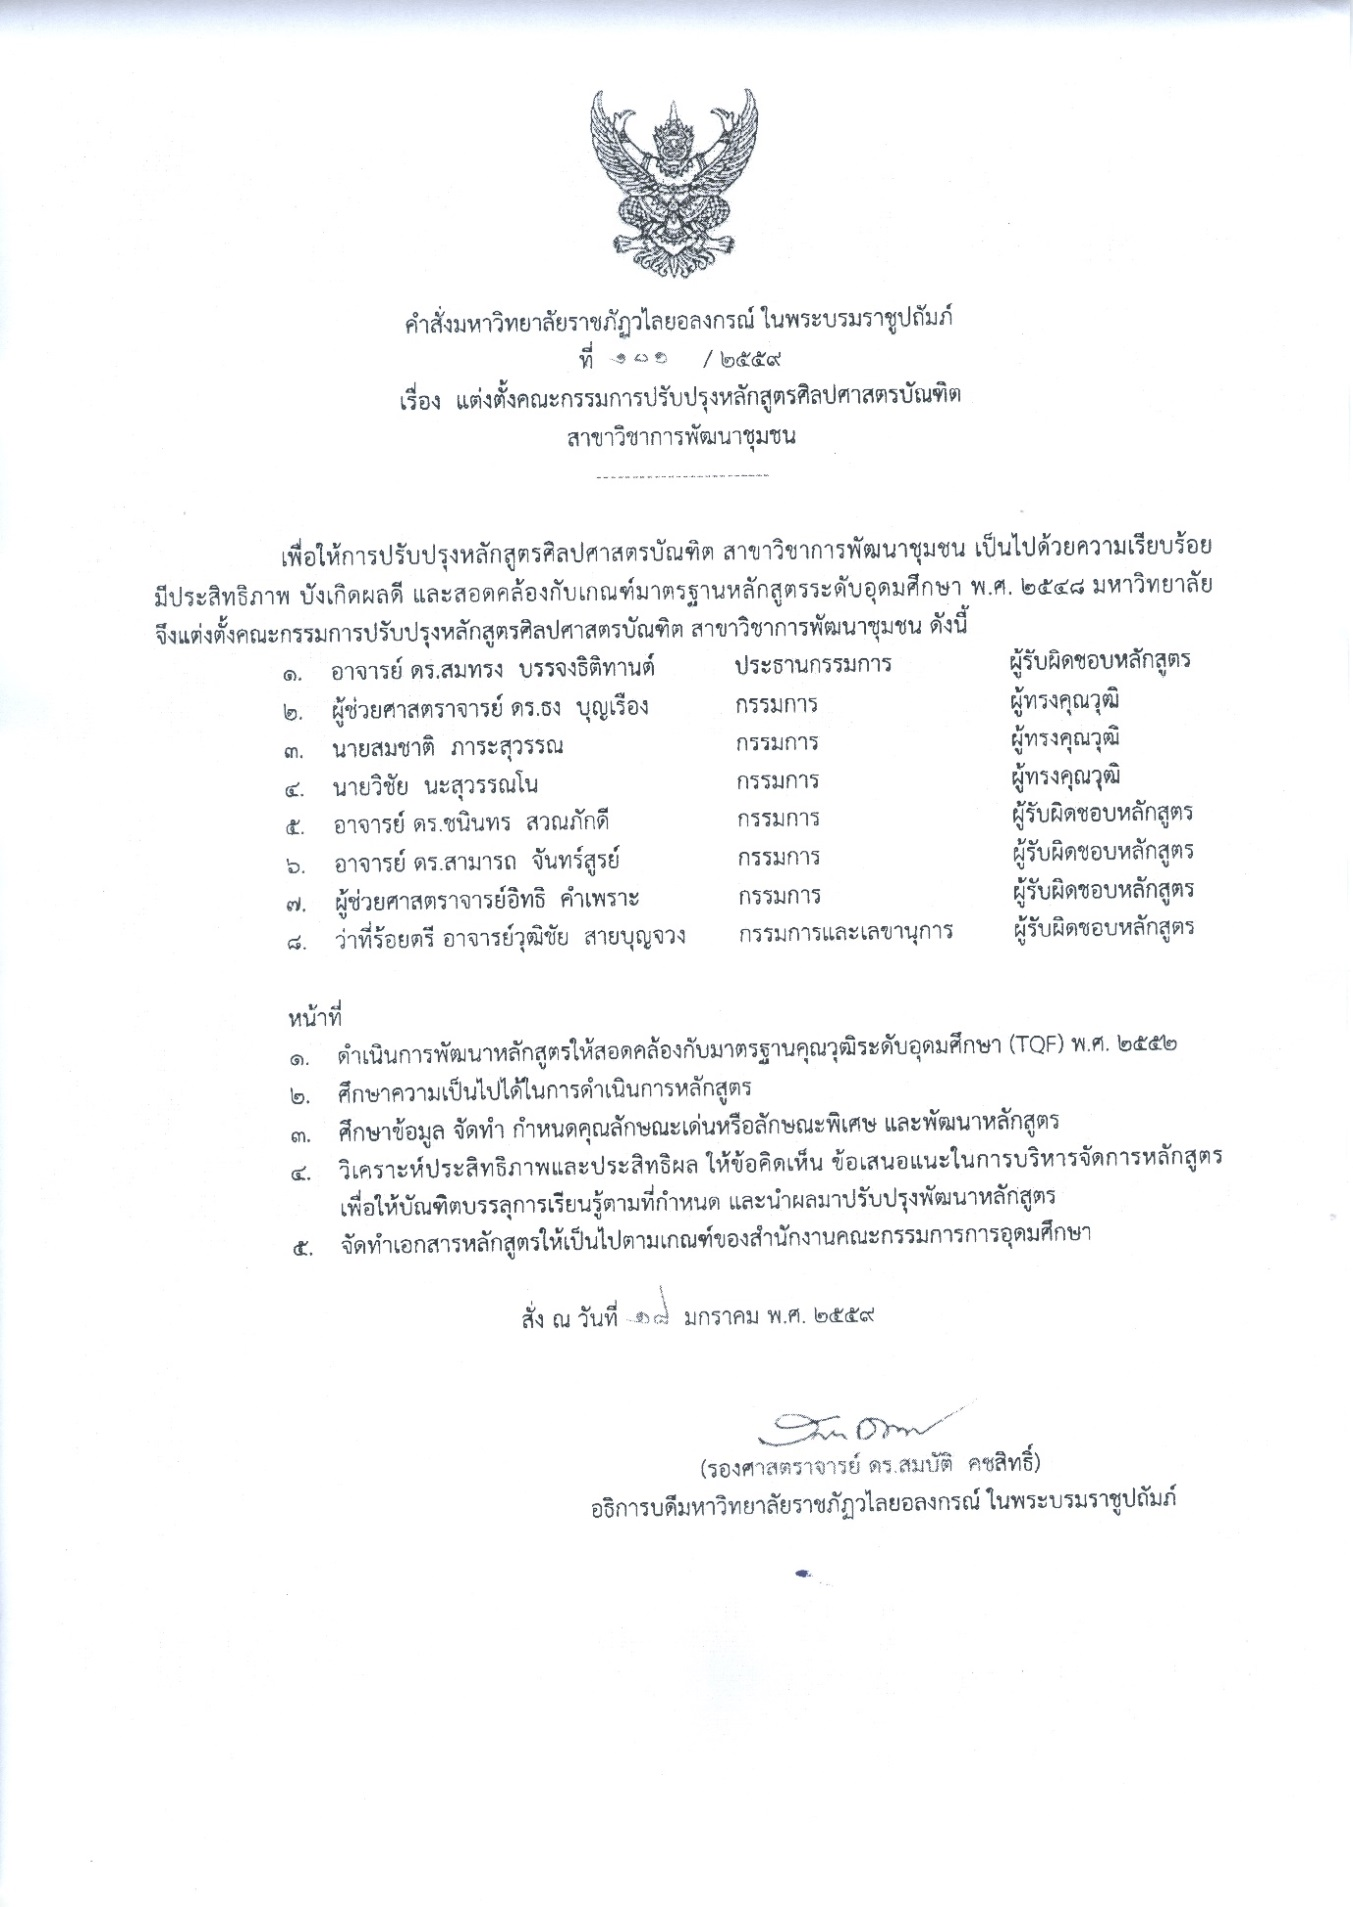 คำสั่งมหาวิทยาลัยราชภัฏวไลยอลงกรณ์ ในพระบรมราชูปถัมภ์
ที่ / ๒๕๕๙
เรื่อง แต่งตั้งคณะกรรมการปรับปรุงหลักสูตรศิลปศาสตรบัณฑิต
สาขาวิชาการพัฒนาชุมชน
เพื่อให้การปรับปรุงหลักสูตรศิลปศาสตรบัณฑิต สาขาวิชาการพัฒนาชุมชน เป็นไปด้วยความเรียบร้อย
มีประสิทธิภาพ บังเกิดผลดี และสอดคล้องกับเกณฑ์มาตรฐานหลักสูตรระดับอุดมศึกษา พ.ศ. ๒๕๔๘ มหาวิทยาลัย
จึงแต่งตั้งคณะกรรมการปรับปรุงหลักสูตรศิลปศาสตรบัณฑิต สาขาวิชาการพัฒนาชุมชน ดังนี้
๑. อาจารย์ ดร.สมทรง บรรจงธิติทานต์ ประธานกรรมการ ผู้รับผิดชอบหลักสูตร
๒. ผู้ช่วยศาสตราจารย์ ดร.ธง บุญเรือง กรรมการ ผู้ทรงคุณวุฒิ
๓. นายสมชาติ ภาระสุวรรณ กรรมการ ผู้ทรงคุณวุฒิ
๔. นายวิชัย นะสุวรรณโน กรรมการ ผู้ทรงคุณวุฒิ
๕. อาจารย์ ดร.ชนินทร สวณภักดี กรรมการ ผู้รับผิดชอบหลักสูตร
๖. อาจารย์ ดร.สามารถ จันทร์สูรย์ กรรมการ ผู้รับผิดชอบหลักสูตร
๗. ผู้ช่วยศาสตราจารย์อิทธิ คำเพราะ กรรมการ ผู้รับผิดชอบหลักสูตร
๘. ว่าที่ร้อยตรี อาจารย์วุฒิชัย สายบุญจวง กรรมการและเลขานุการ ผู้รับผิดชอบหลักสูตร
หน้าที่
๑. ดำเนินการพัฒนาหลักสูตรให้สอดคล้องกับมาตรฐานคุณวุฒิระดับอุดมศึกษา (TQF) พ.ศ. ๒๕๕๒
๒. ศึกษาความเป็นไปได้ในการดำเนินการหลักสูตร
๓. ศึกษาข้อมูล จัดทำ กำหนดคุณลักษณะเด่นหรือลักษณะพิเศษ และพัฒนาหลักสูตร
๔. วิเคราะห์ประสิทธิภาพและประสิทธิผล ให้ข้อคิดเห็น ข้อเสนอแนะในการบริหารจัดการหลักสูตร
เพื่อให้บัณฑิตบรรลุการเรียนรู้ตามที่กำหนด และนำผลมาปรับปรุงพัฒนาหลักสูตร
๕. จัดทำเอกสารหลักสูตรให้เป็นไปตามเกณฑ์ของสำนักงานคณะกรรมการการอุดมศึกษา
สั่ง ณ วันที่ ๑๘ มกราคม พ.ศ. ๒๕๕๙
(รองศาสตราจารย์ ดร.สมบัติ คชสิทธิ์)
อธิการบดีมหาวิทยาลัยราชภัฏวไลยอลงกรณ์ ในพระบรมราชูปถัมภ์